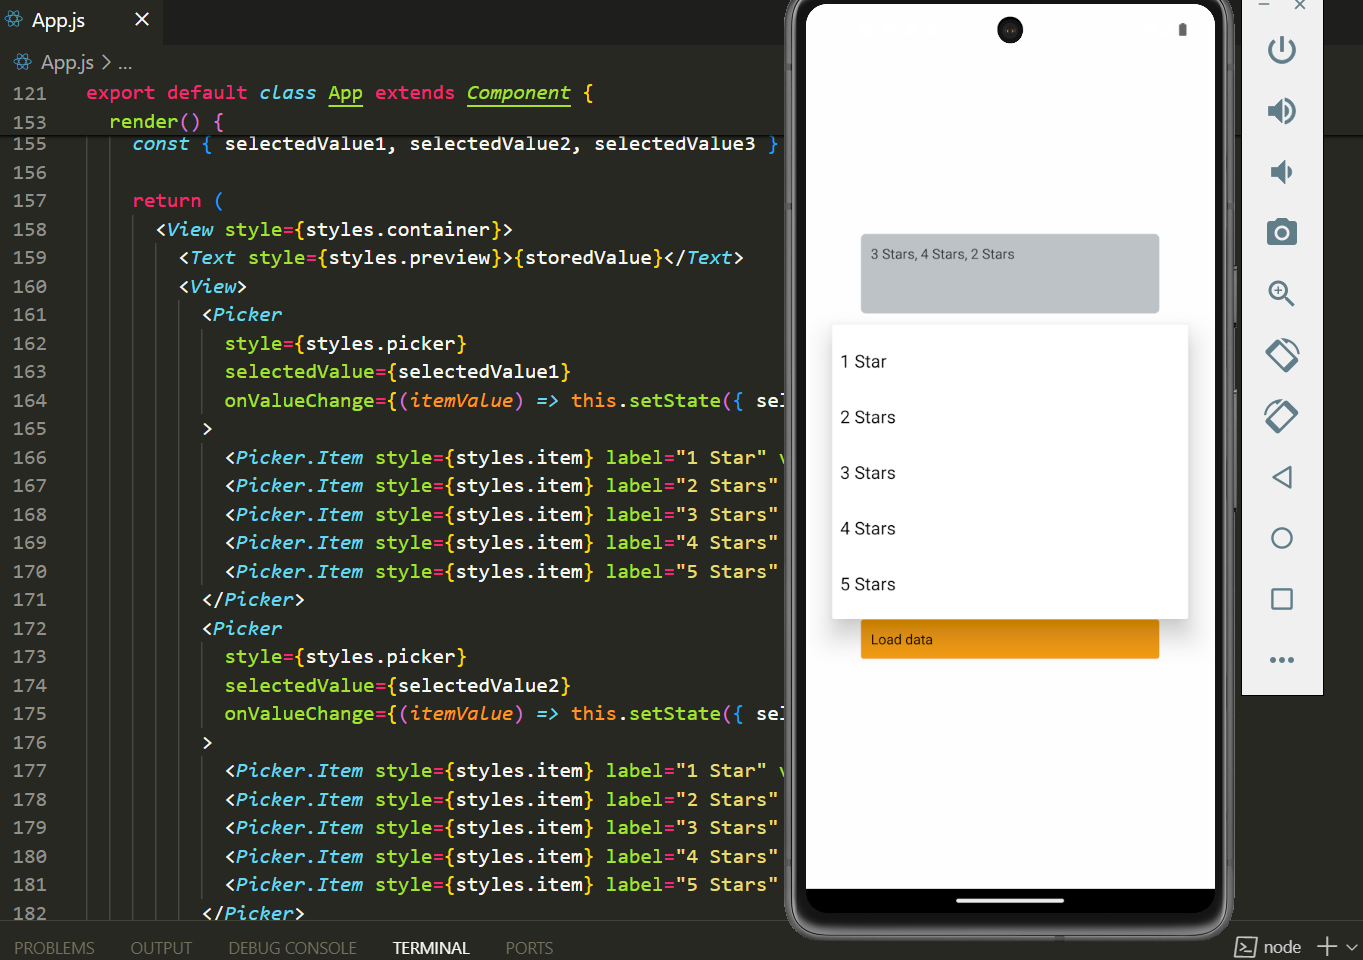 App.js
App.js > ...
121 export default class App extends Component {
153 render() {
155 const { selectedValue1, selectedValue2, selectedValue3 }
156
157 return (
158 <View style={styles.container}>
159 <Text style={styles.preview}>{storedValue}</Text>
160 <View>
161 <Picker
162 style={styles.picker}
163 selectedValue={selectedValue1}
164 onValueChange={(itemValue) => this.setState({ sel
165 >
166 <Picker.Item style={styles.item} label="1 Star" v
167 <Picker.Item style={styles.item} label="2 Stars"
168 <Picker.Item style={styles.item} label="3 Stars"
169 <Picker.Item style={styles.item} label="4 Stars"
170 <Picker.Item style={styles.item} label="5 Stars"
171 </Picker>
172 <Picker
173 style={styles.picker}
174 selectedValue={selectedValue2}
175 onValueChange={(itemValue) => this.setState({ sel
176 >
177 <Picker.Item style={styles.item} label="1 Star" v
178 <Picker.Item style={styles.item} label="2 Stars"
179 <Picker.Item style={styles.item} label="3 Stars"
180 <Picker.Item style={styles.item} label="4 Stars"
181 <Picker.Item style={styles.item} label="5 Stars"
182 </Picker>
3 Stars, 4 Stars, 2 Stars
1 Star
2 Stars
3 Stars
4 Stars
5 Stars
Load data
PROBLEMS OUTPUT DEBUG CONSOLE TERMINAL PORTS node